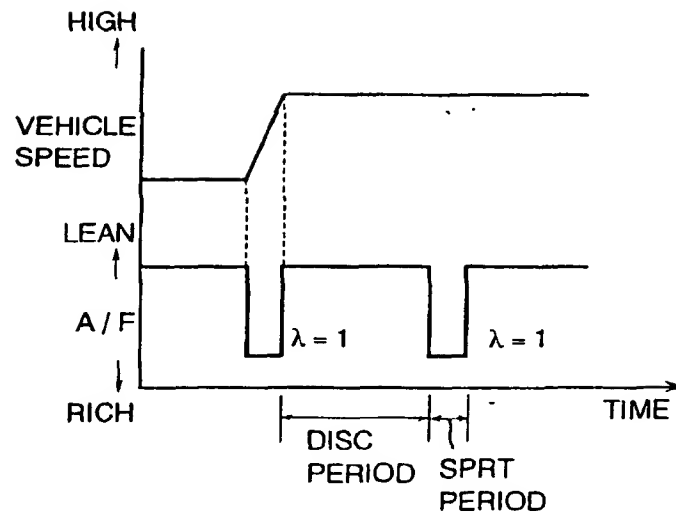 HIGH
VEHICLE
SPEED
LEAN
A / F
λ = 1
λ = 1
RICH
TIME
DISC
PERIOD
SPRT
PERIOD